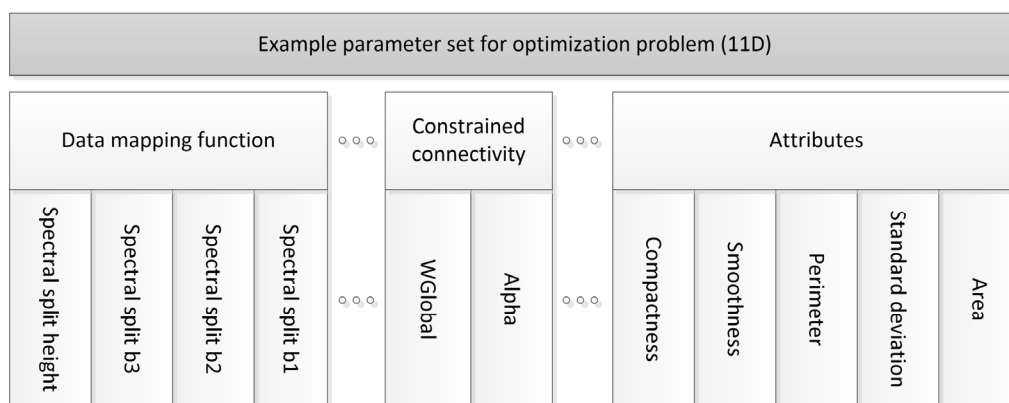 Example parameter set for optimization problem (11D)
Data mapping function
Constrained
connectivity
Attributes
Spectral split height
Spectral split b3
Spectral split b2
Spectral split b1
WGlobal
Alpha
Compactness
Smoothness
Perimeter
Standard deviation
Area